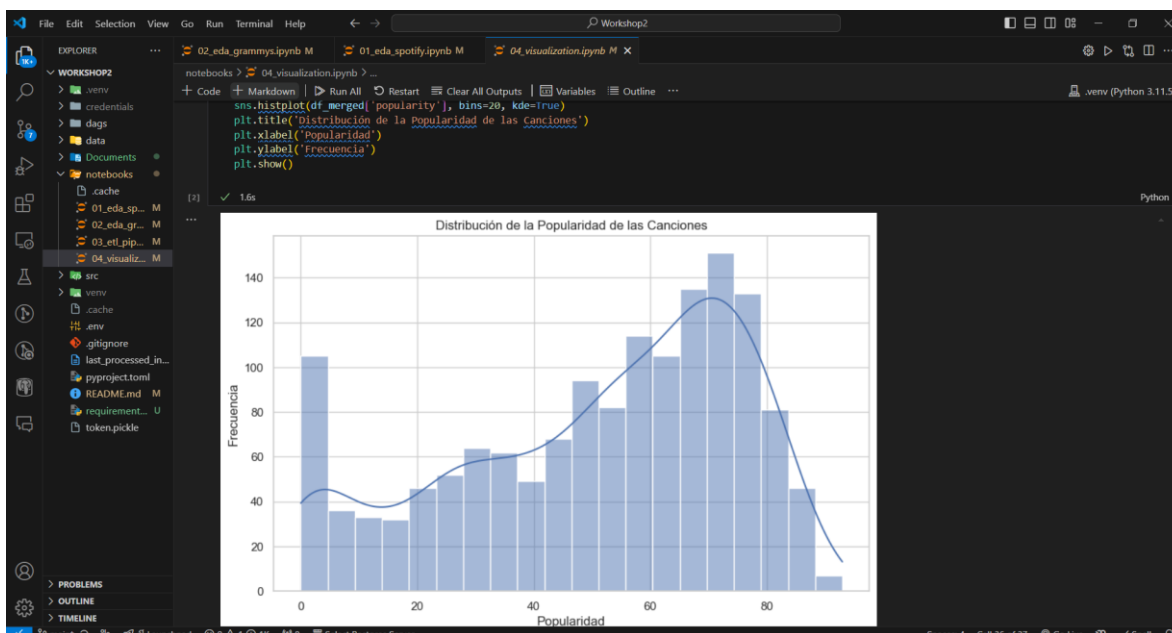 File Edit Selection View Go Run Terminal Help
Workshop2
EXPLORER
02_eda_grammys.ipynb M
01_eda_spotify.ipynb M
04_visualization.ipynb M
WORKSHOP2
notebooks > 04_visualization.ipynb > ...
+ Code + Markdown Run All Restart Clear All Outputs Variables Outline ...
.venv (Python 3.11.5
1K+
.venv
credentials
dags
data
Documents
notebooks
.cache
01_eda_sp... M
02_eda_gr... M
03_etl_pip... M
04_visualiz... M
src
venv
.cache
.env
.gitignore
last_processed_in...
pyproject.toml
README.md M
requirement... U
token.pickle
PROBLEMS
OUTLINE
TIMELINE
sns.histplot(df_merged['popularity'], bins=20, kde=True)
plt.title('Distribución de la Popularidad de las Canciones')
plt.xlabel('Popularidad')
plt.ylabel('Frecuencia')
plt.show()
[2] 1.6s
Python
Distribución de la Popularidad de las Canciones
Frecuencia
140
120
100
80
60
40
20
0
0 20 40 60 80
Popularidad